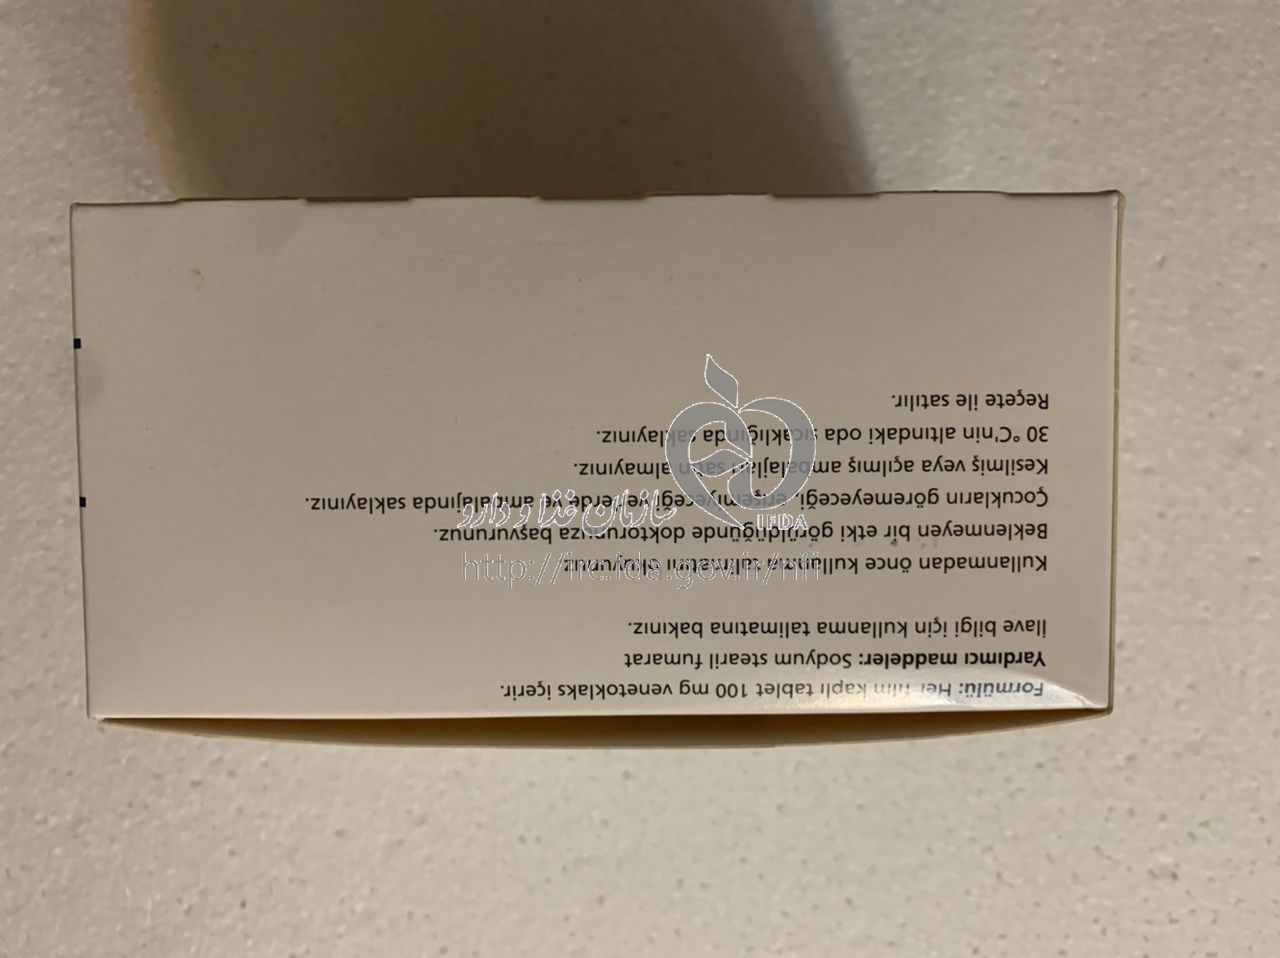 Formülü: Her film kaplı tablet 100 mg venetoklaks içerir.
Yardımcı maddeler: Sodyum stearil fumarat
İlave bilgi için kullanma talimatına bakınız.
Kullanmadan önce kullanma talimatını okuyunuz.
Beklenmeyen bir etki görüldüğünde doktorunuza başvurunuz.
Çocukların göremeyeceği, erişemiyeceği yerlerde ve ambalajında saklayınız.
Kesilmiş veya açılmış ambalajları satın almayınız.
30 °C'nin altındaki oda sıcaklığında saklayınız.
Reçete ile satılır.
IFDA
سازمان غذا و دارو
http://irc.fda.gov.ir/nfi